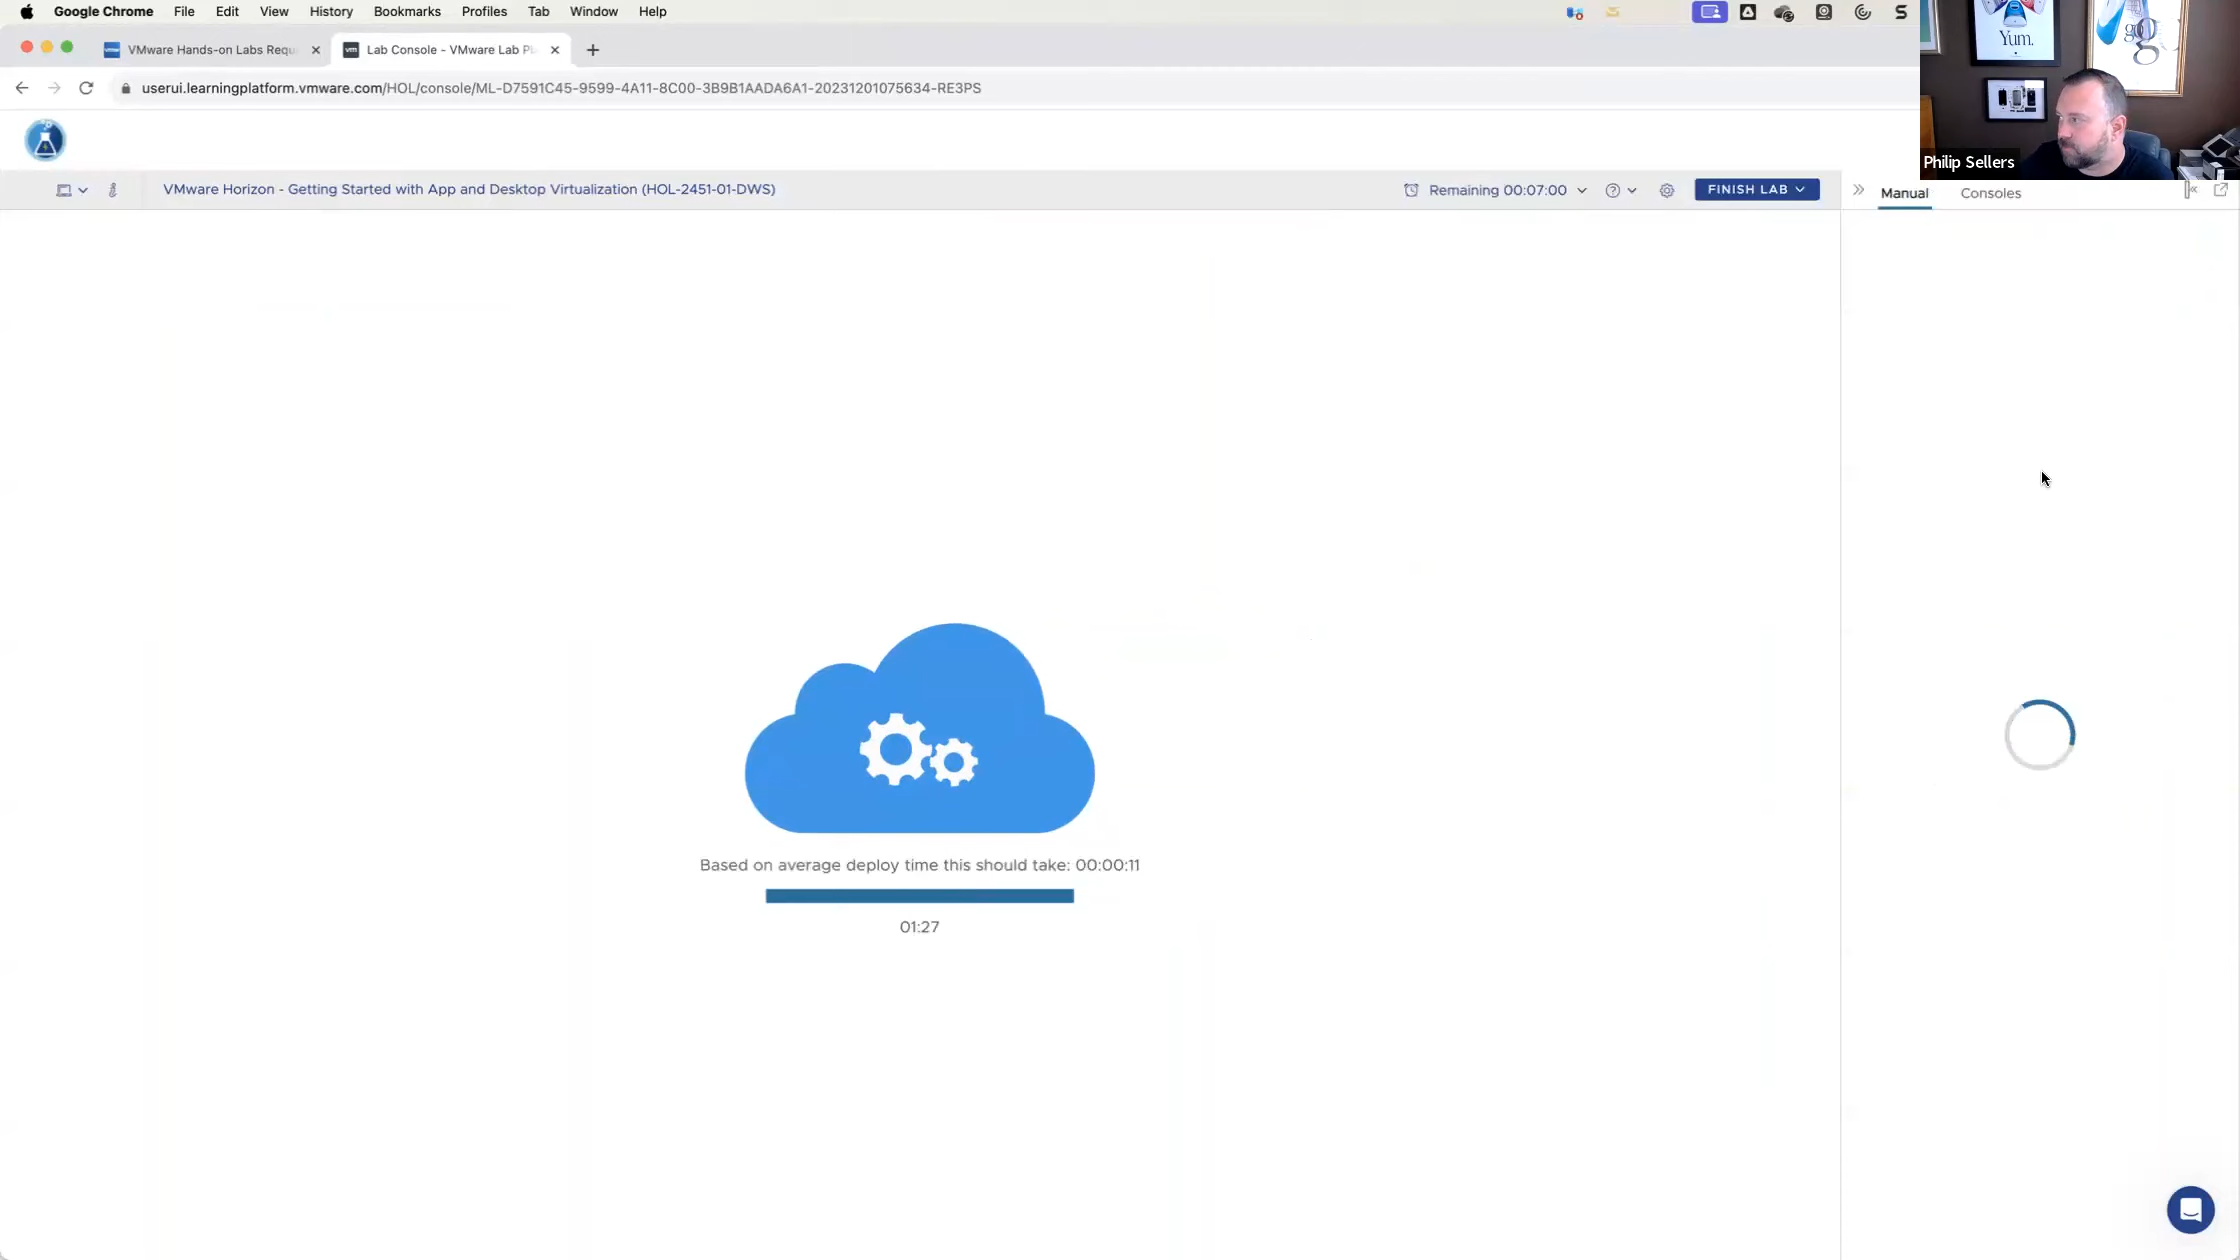 Google Chrome File Edit View History Bookmarks Profiles Tab Window Help
VMware Hands-on Labs Requ
Lab Console - VMware Lab Pl
userui.learningplatform.vmware.com/HOL/console/ML-D7591C45-9599-4A11-8C00-3B9B1AADA6A1-20231201075634-RE3PS
Yum.
go
g
Philip Sellers
VMware Horizon - Getting Started with App and Desktop Virtualization (HOL-2451-01-DWS)
Remaining 00:07:00
FINISH LAB
Manual
Consoles
Based on average deploy time this should take: 00:00:11
01:27